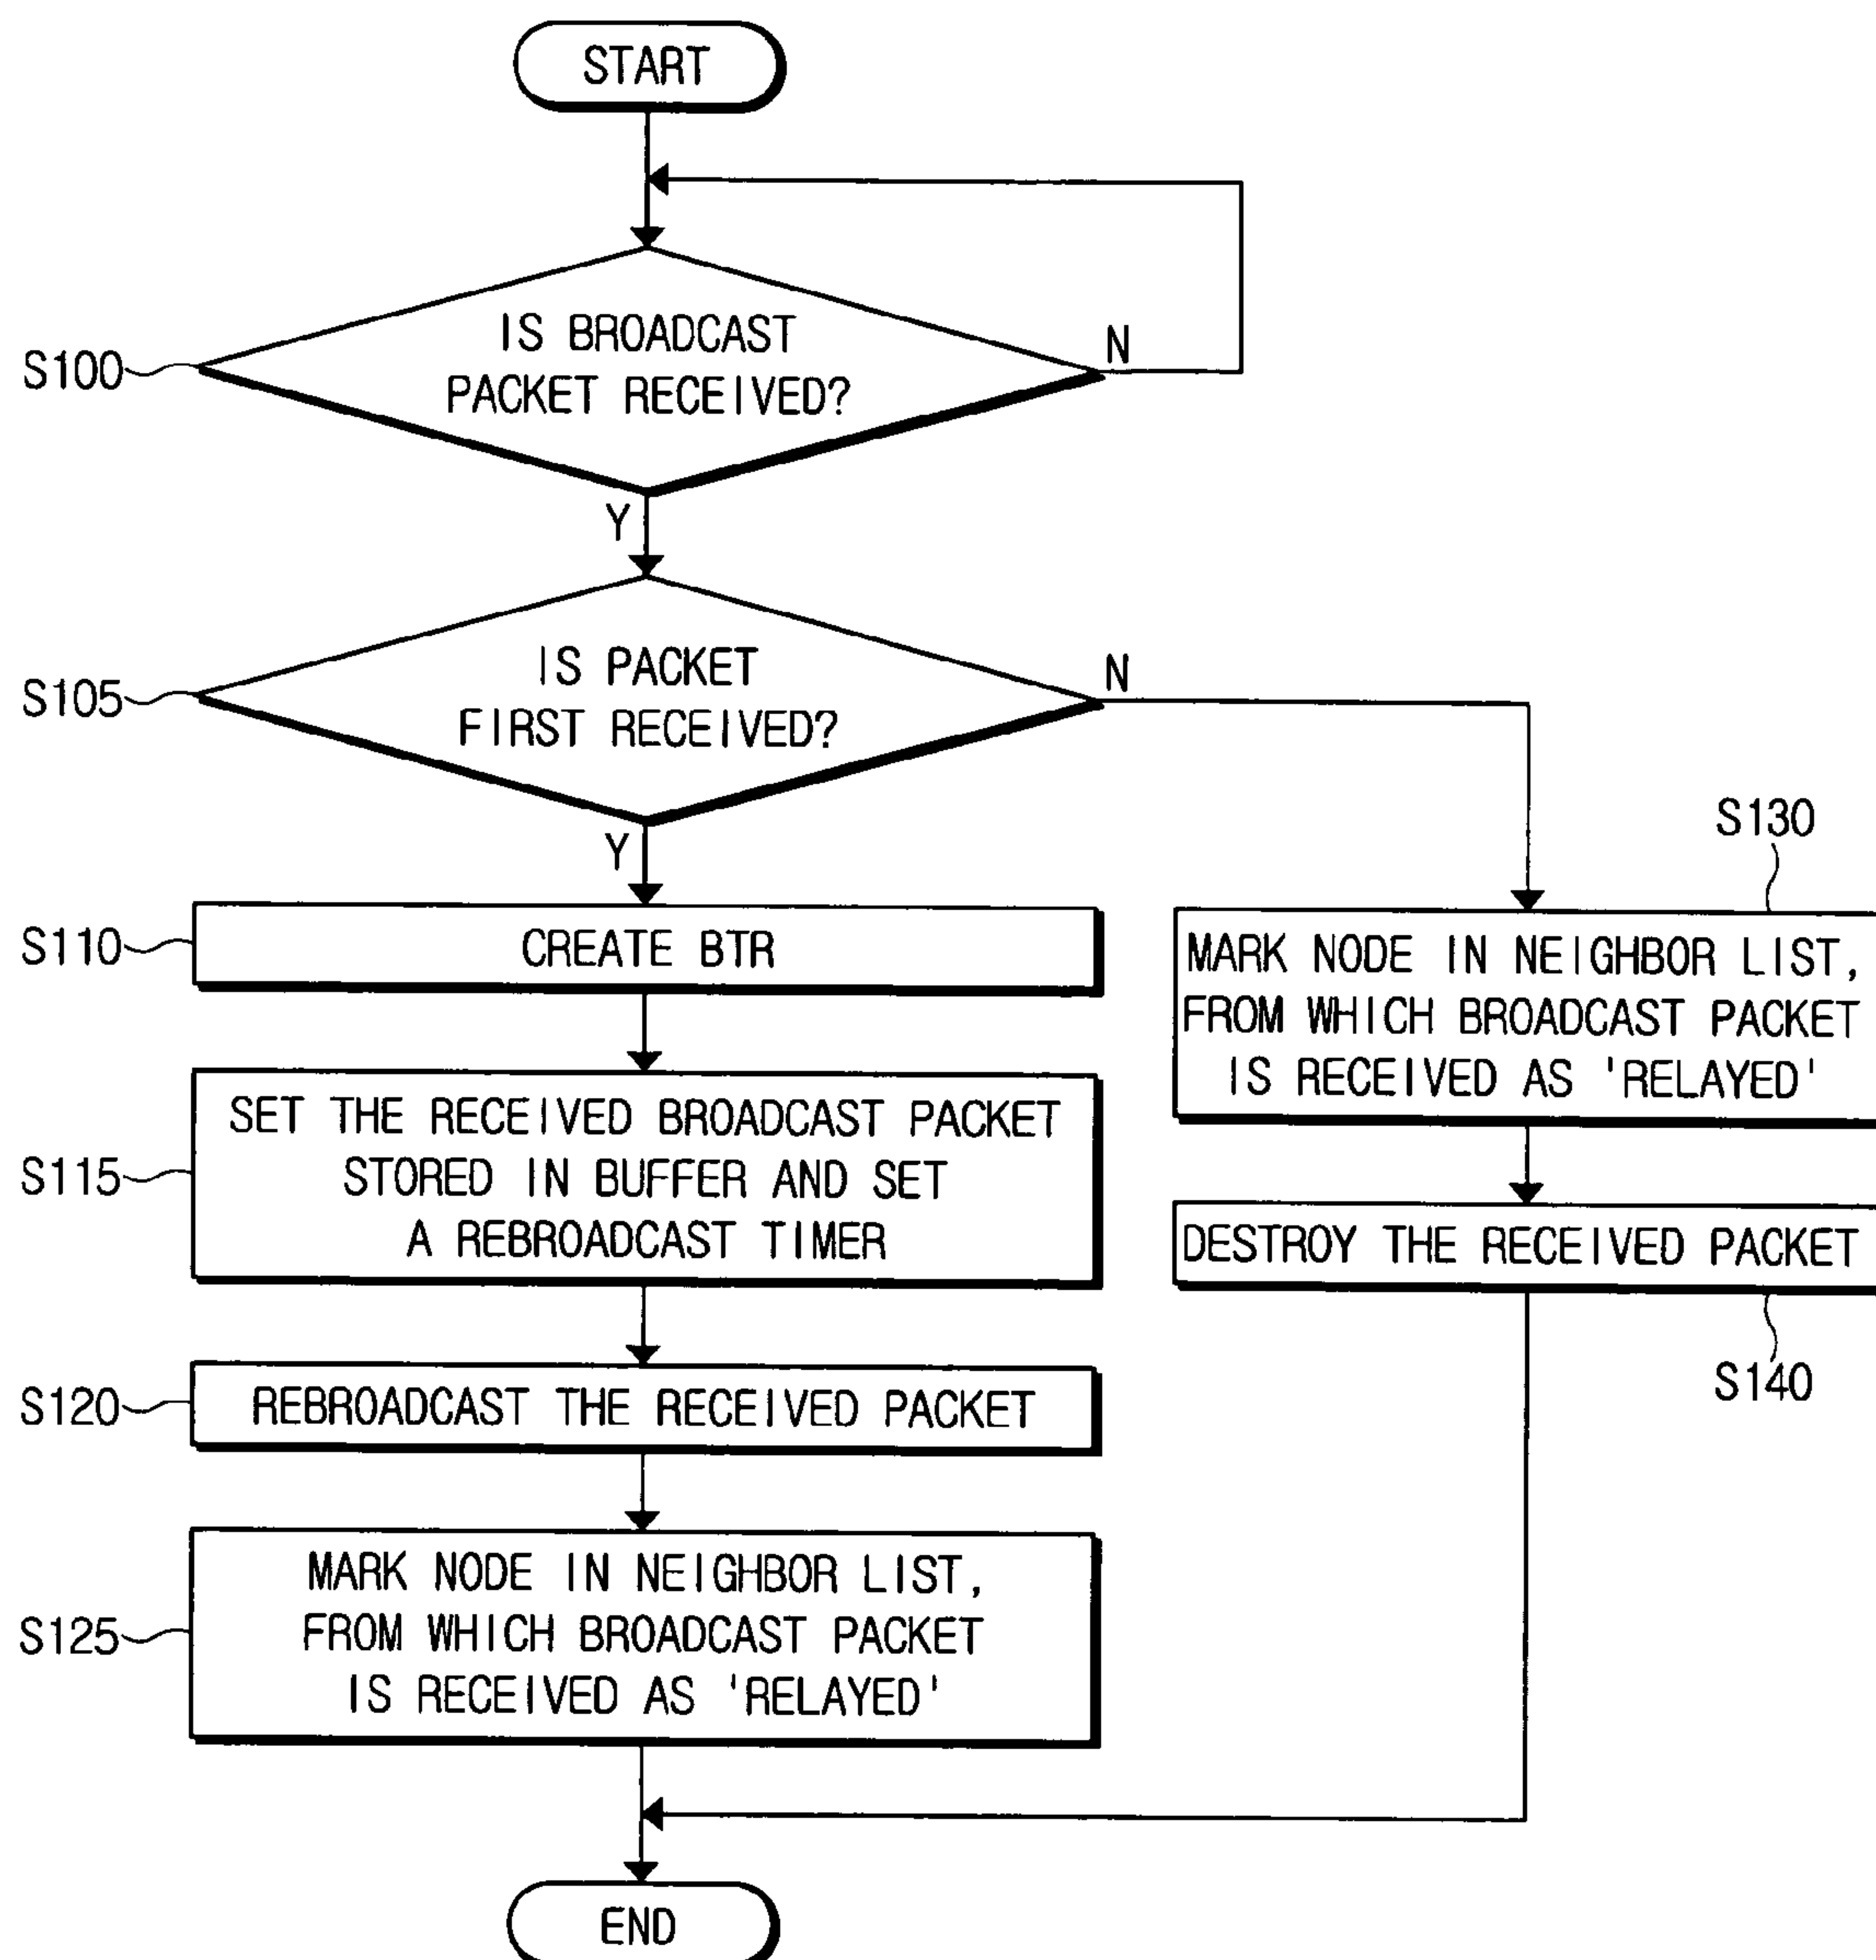 START
IS BROADCAST
PACKET RECEIVED?
N
S100
Y
IS PACKET
FIRST RECEIVED?
N
S105
Y
S110
CREATE BTR
S115
SET THE RECEIVED BROADCAST PACKET
STORED IN BUFFER AND SET
A REBROADCAST TIMER
S120
REBROADCAST THE RECEIVED PACKET
S125
MARK NODE IN NEIGHBOR LIST,
FROM WHICH BROADCAST PACKET
IS RECEIVED AS 'RELAYED'
S130
MARK NODE IN NEIGHBOR LIST,
FROM WHICH BROADCAST PACKET
IS RECEIVED AS 'RELAYED'
DESTROY THE RECEIVED PACKET
S140
END